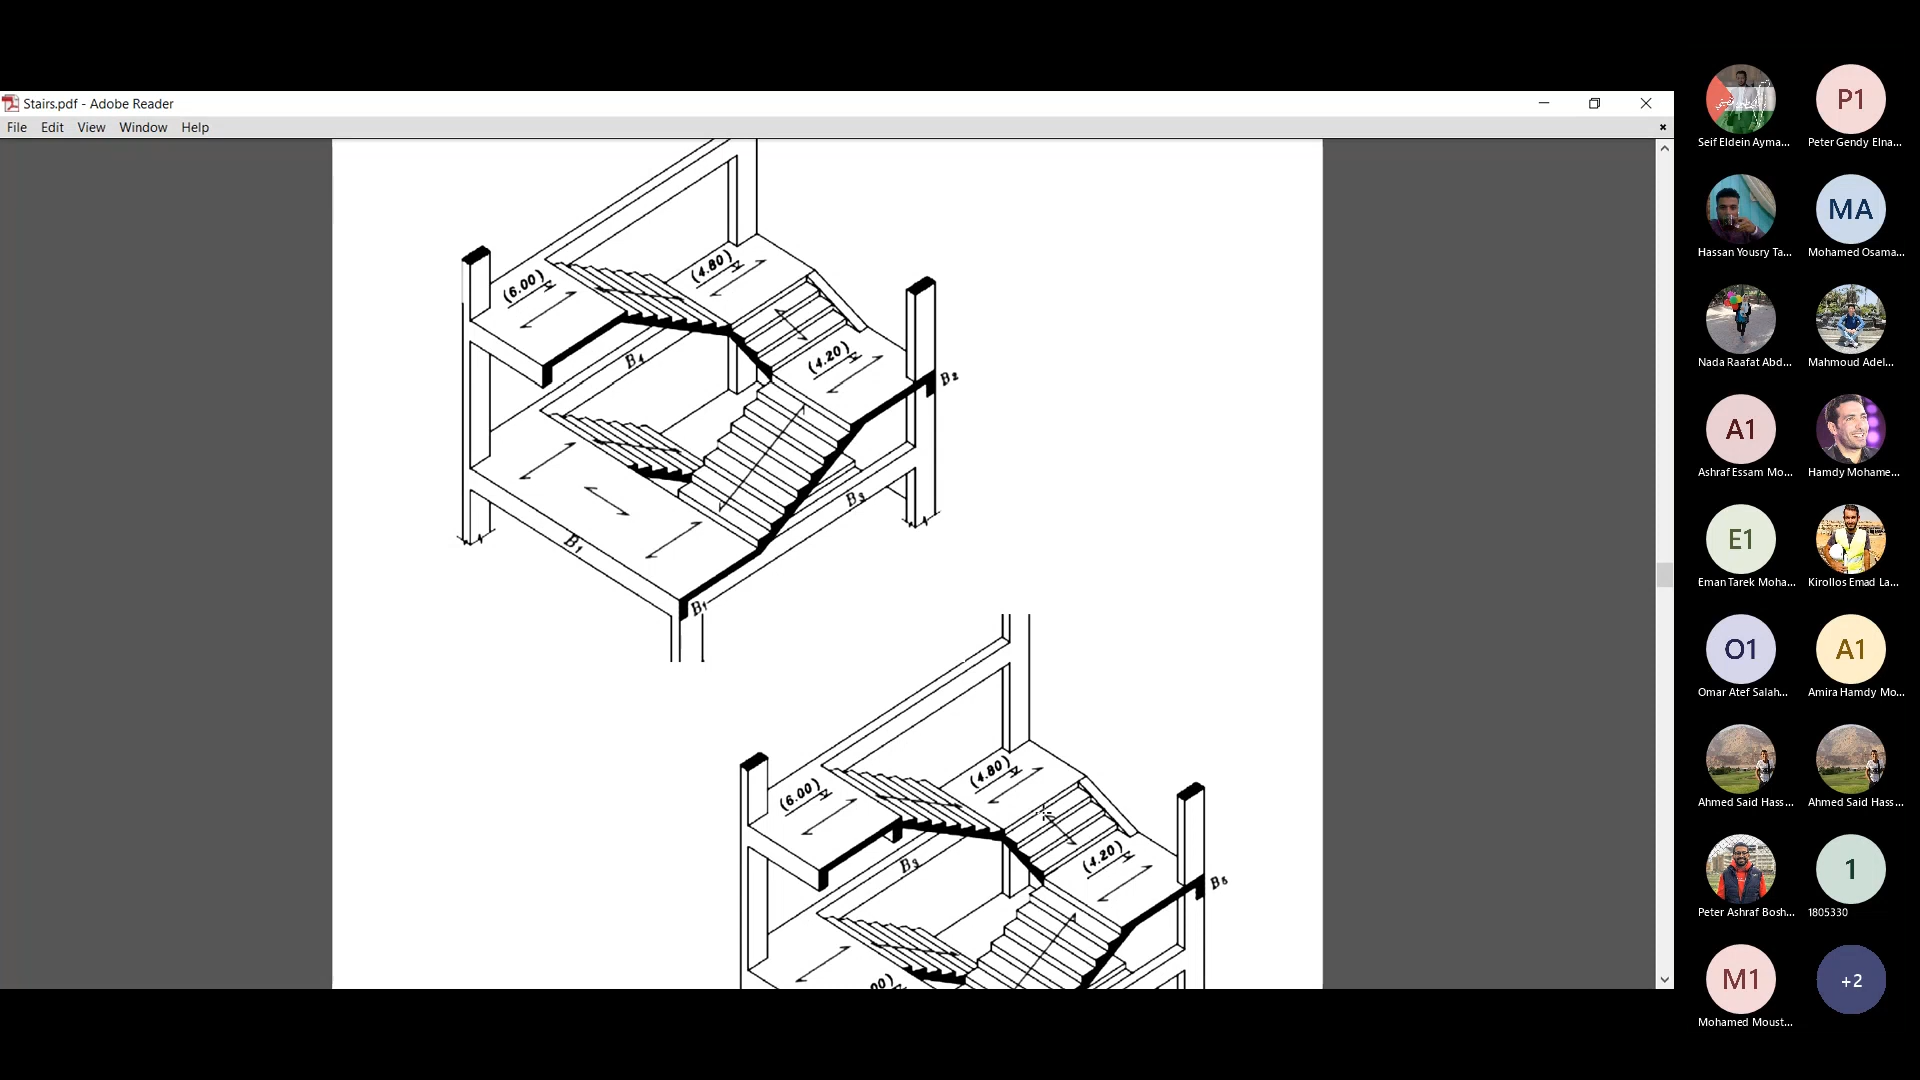 Stairs.pdf - Adobe Reader
File Edit View Window Help
(6.00)
(4.80)
(4.20)
B4
B2
B3
B1
B1
(6.00)
(4.80)
(4.20)
B3
B5
Seif Eldein Ayma...
P1
Peter Gendy Elna...
Hassan Yousry Ta...
MA
Mohamed Osama...
Nada Raafat Abd...
Mahmoud Adel...
A1
Ashraf Essam Mo...
Hamdy Mohame...
E1
Eman Tarek Moha...
Kirollos Emad La...
O1
Omar Atef Salah...
A1
Amira Hamdy Mo...
Ahmed Said Hass...
Ahmed Said Hass...
Peter Ashraf Bosh...
1
1805330
M1
Mohamed Moust...
+2